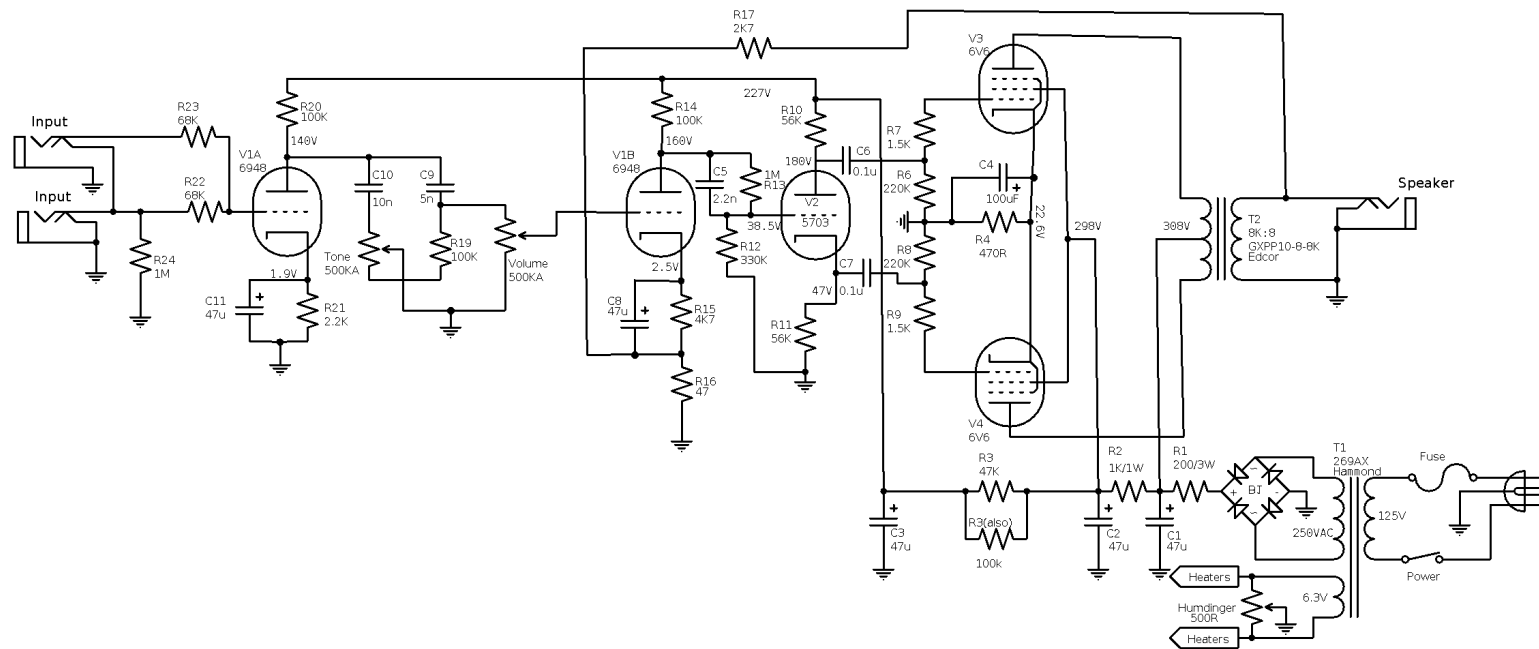 R17
2K7
V3
6V6
R23
68K
R20
100K
R14
100K
227V
R10
56K
R7
1.5K
Input
140V
160V
V1A
6948
V1B
6948
C6
0.1u
180V
C4
100uF
R22
68K
C10
10n
C9
5n
C5
2.2n
1M
R13
R6
220K
Input
V2
5703
38.5V
22.6V
298V
308V
Speaker
T2
8K:8
GXPP10-8-8K
Edcor
R24
1M
Tone
500KA
R19
100K
Volume
500KA
R12
330K
R8
220K
R4
470R
1.9V
2.5V
C7
0.1u
47V
C11
47u
R21
2.2K
C8
47u
R15
4K7
R11
56K
R9
1.5K
R16
47
V4
6V6
R3
47K
R2
1K/1W
R1
200/3W
T1
269AX
Hammond
Fuse
~
+
BJ
-
~
R3(also)
100k
C3
47u
C2
47u
C1
47u
250VAC
125V
Power
Heaters
6.3V
Humdinger
500R
Heaters